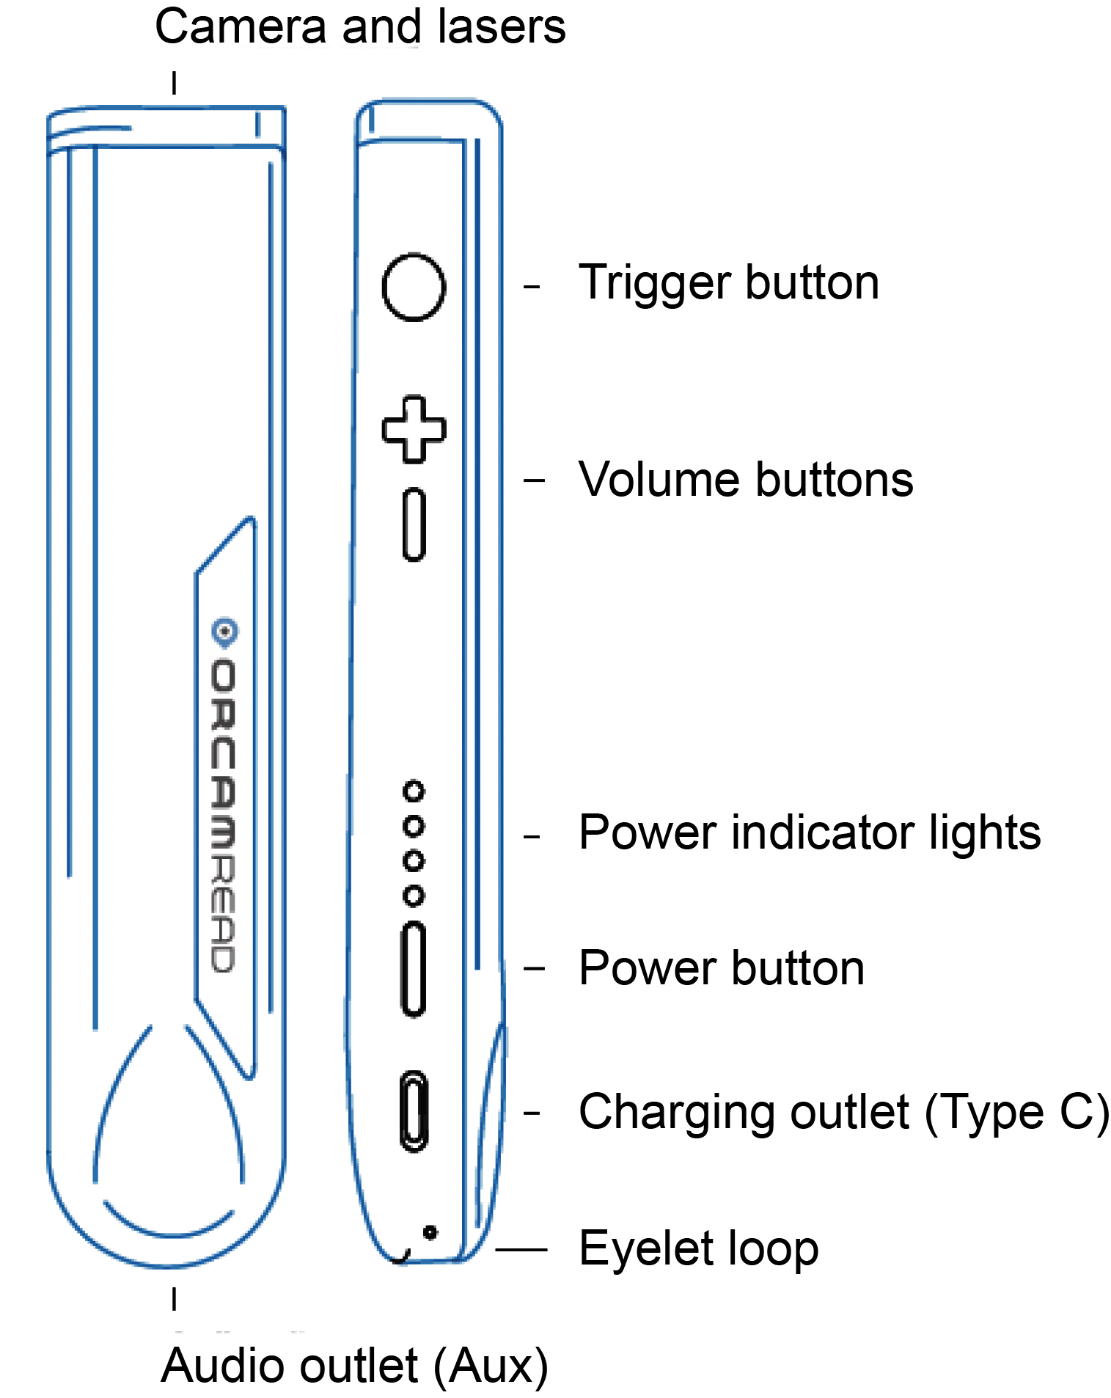 Camera and lasers
Trigger button
Volume buttons
ORCAMREAD
Power indicator lights
Power button
Charging outlet (Type C)
Eyelet loop
Audio outlet (Aux)